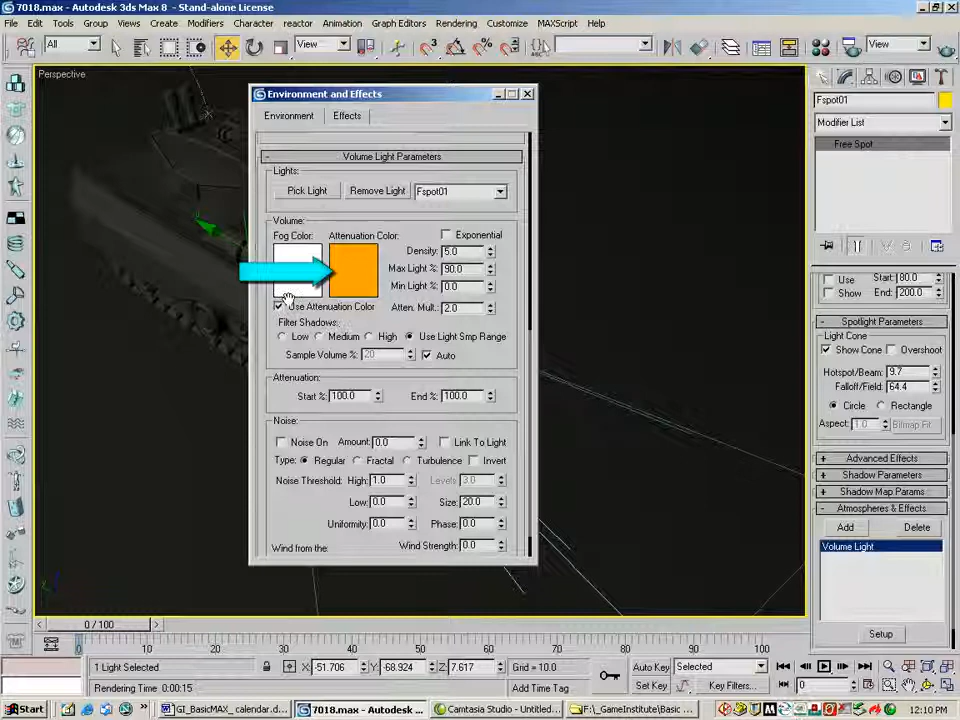 7018.max - Autodesk 3ds Max 8 - Stand-alone License
File Edit Tools Group Views Create Modifiers Character reactor Animation Graph Editors Rendering Customize MAXScript Help
All View View
Perspective
Environment and Effects
Environment Effects
- Volume Light Parameters
Lights:
Pick Light Remove Light Fspot01
Volume:
Fog Color: Attenuation Color: Exponential
Density: 5.0
Max Light %: 90.0
Min Light %: 0.0
Use Attenuation Color Atten. Mult.: 2.0
Filter Shadows:
Low Medium High Use Light Smp Range
Sample Volume %: 20 Auto
Attenuation:
Start %: 100.0 End %: 100.0
Noise:
Noise On Amount: 0.0 Link To Light
Type: Regular Fractal Turbulence Invert
Noise Threshold: High: 1.0 Levels: 3.0
Low: 0.0 Size: 20.0
Uniformity: 0.0 Phase: 0.0
Wind from the: Wind Strength: 0.0
Fspot01
Modifier List
Free Spot
Use Start: 80.0
Show End: 200.0
- Spotlight Parameters
Light Cone
Show Cone Overshoot
Hotspot/Beam: 9.7
Falloff/Field: 64.4
Circle Rectangle
Aspect: 1.0 Bitmap Fit
+ Advanced Effects
+ Shadow Parameters
+ Shadow Map Params
- Atmospheres & Effects
Add Delete
Volume Light
Setup
0 / 100
0 10 20 30 40 50 60 70 80 90 100
1 Light Selected X: -51.706 Y: -68.924 Z: 7.617 Grid = 10.0 Auto Key Selected
Rendering Time 0:00:15 Add Time Tag Set Key Key Filters... 0
Start GI_BasicMAX_ calendar.d... 7018.max - Autodesk ... Camtasia Studio - Untitled... F:\_GameInstitute\Basic ... 12:10 PM